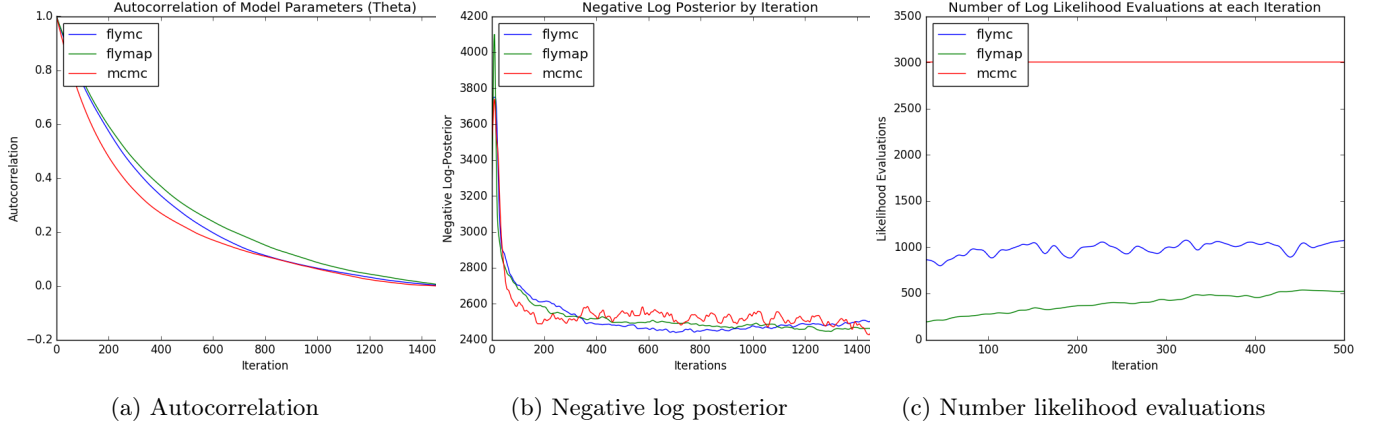 Autocorrelation of Model Parameters (Theta)
1.0
0.8
0.6
0.4
0.2
0.0
−0.2
Autocorrelation
flymc
flymap
mcmc
0
200
400
600
800
1000
1200
1400
Iteration
(a) Autocorrelation
Negative Log Posterior by Iteration
4200
4000
3800
3600
3400
3200
3000
2800
2600
2400
Negative Log-Posterior
flymc
flymap
mcmc
0
200
400
600
800
1000
1200
1400
Iterations
(b) Negative log posterior
Number of Log Likelihood Evaluations at each Iteration
3500
3000
2500
2000
1500
1000
500
0
Likelihood Evaluations
flymc
flymap
mcmc
100
200
300
400
500
Iteration
(c) Number likelihood evaluations